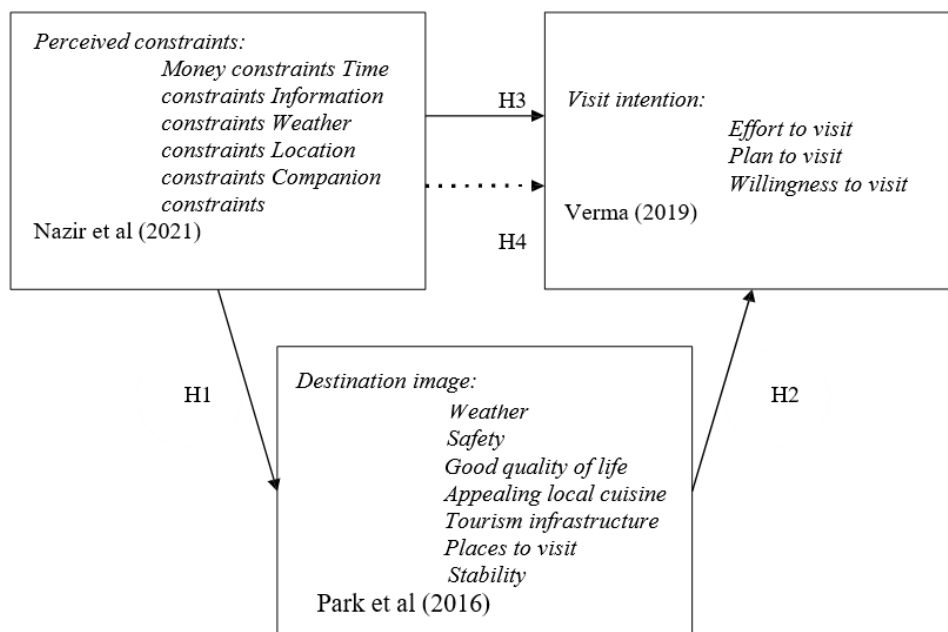 Perceived constraints:
Money constraints Time
constraints Information
constraints Weather
constraints Location
constraints Companion
constraints
Nazir et al (2021)
H3
H4
Visit intention:
Effort to visit
Plan to visit
Willingness to visit
Verma (2019)
H1
Destination image:
Weather
Safety
Good quality of life
Appealing local cuisine
Tourism infrastructure
Places to visit
Stability
Park et al (2016)
H2